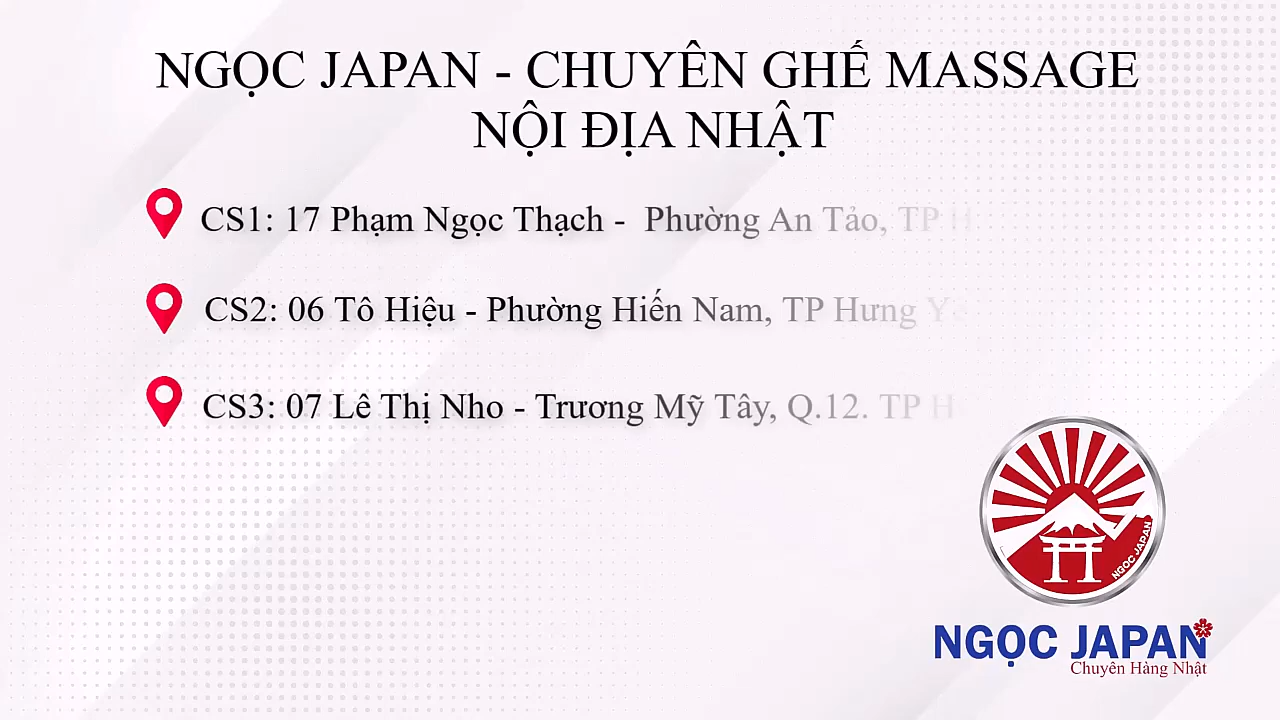 NGỌC JAPAN - CHUYÊN GHẾ MASSAGE
NỘI ĐỊA NHẬT
CS1: 17 Phạm Ngọc Thạch - Phường An Tảo, TP
CS2: 06 Tô Hiệu - Phường Hiến Nam, TP Hưng
CS3: 07 Lê Thị Nho - Trương Mỹ Tây, Q.12. TP
NGOC JAPAN
NGỌC JAPAN
Chuyên Hàng Nhật